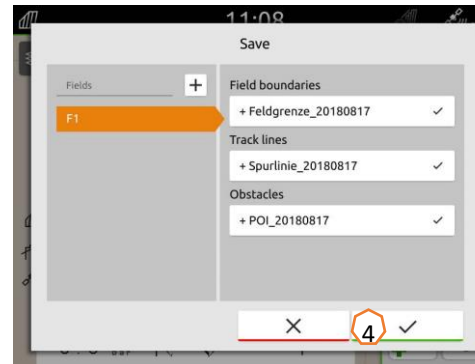 11:08
Save
Fields
+
F1
Field boundaries
+ Feldgrenze_20180817
Track lines
+ Spurlinie_20180817
Obstacles
+ POI_20180817
4